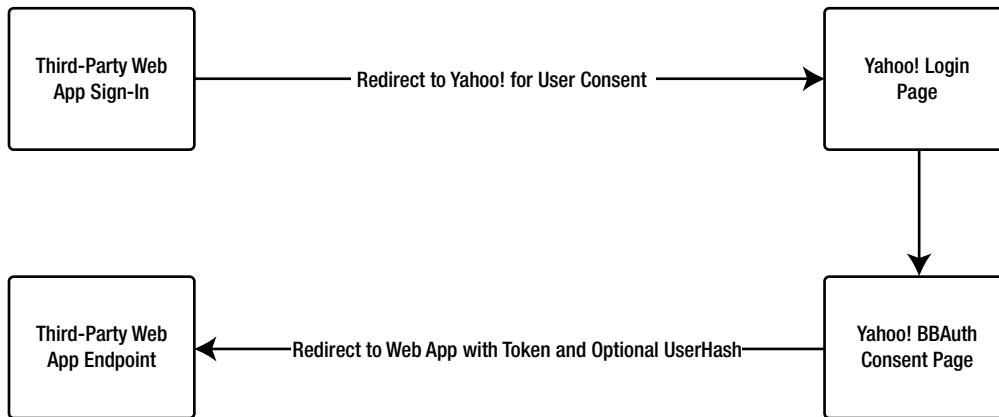 Third-Party Web
App Sign-In
Redirect to Yahoo! for User Consent
Yahoo! Login
Page
Third-Party Web
App Endpoint
Redirect to Web App with Token and Optional UserHash
Yahoo! BBAuth
Consent Page